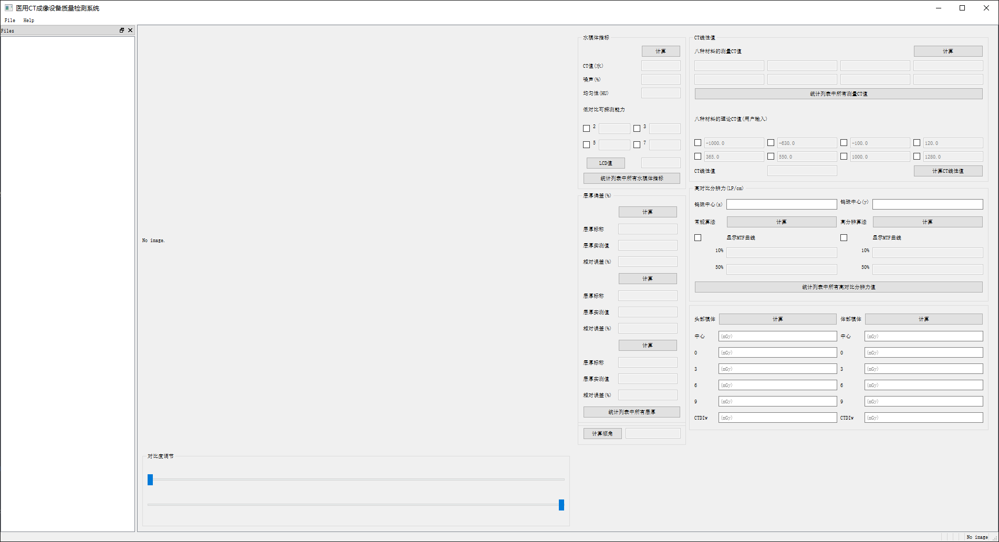 医用CT成像设备质量检测系统
File Help
Files
No image.
对比度调节
水模体指标
计算
CT值(水)
噪声(%)
均匀性(HU)
低对比可探测能力
2 3
5 7
LCD值
统计列表中所有水模体指标
层厚偏差(%)
计算
层厚标称
层厚实测值
相对误差(%)
计算
层厚标称
层厚实测值
相对误差(%)
计算
层厚标称
层厚实测值
相对误差(%)
统计列表中所有层厚
计算倾角
CT线性值
八种材料的测量CT值 计算
统计列表中所有测量CT值
八种材料的理论CT值(用户输入)
-1000.0 -630.0 -100.0 120.0
365.0 550.0 1000.0 1280.0
CT线性值 计算CT线性值
高对比分辨力(LP/cm)
钨珠中心(x) 钨珠中心(y)
常规算法 计算 高分辨算法 计算
显示MTF曲线 显示MTF曲线
10% 10%
50% 50%
统计列表中所有高对比分辨力值
头部模体 计算 体部模体 计算
中心 (mGy) 中心 (mGy)
0 (mGy) 0 (mGy)
3 (mGy) 3 (mGy)
6 (mGy) 6 (mGy)
9 (mGy) 9 (mGy)
CTDIw (mGy) CTDIw (mGy)
No image